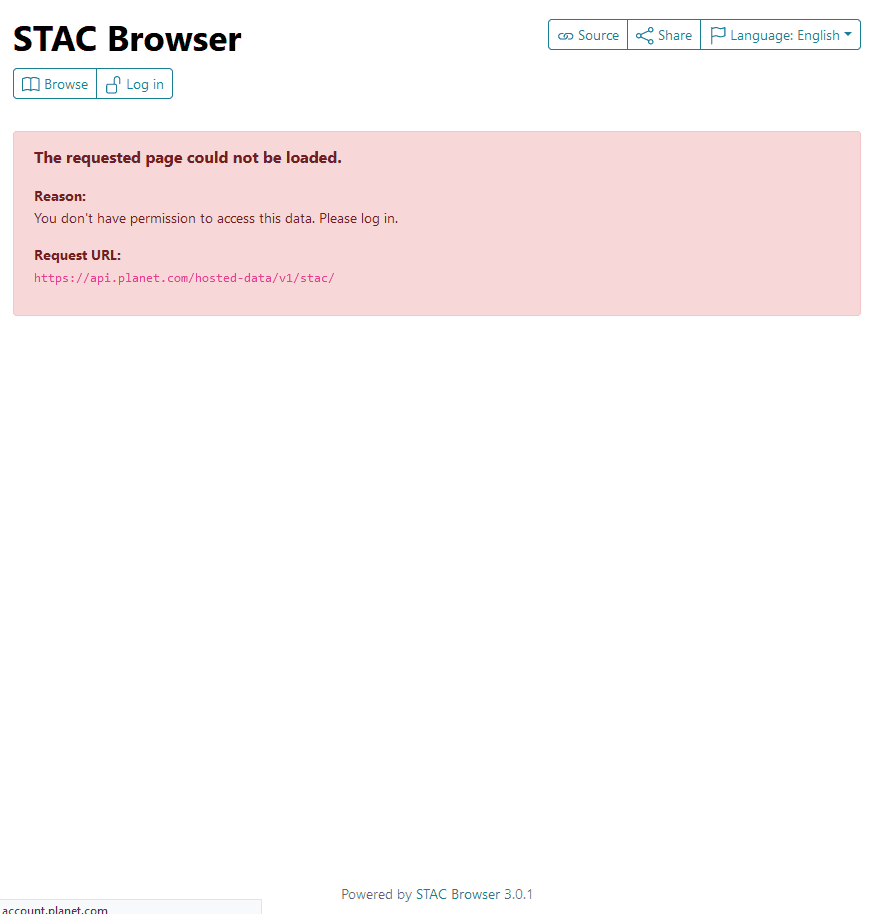 STAC Browser
Source Share Language: English
Browse Log in
The requested page could not be loaded.
Reason:
You don't have permission to access this data. Please log in.
Request URL:
https://api.planet.com/hosted-data/v1/stac/
Powered by STAC Browser 3.0.1
account.planet.com